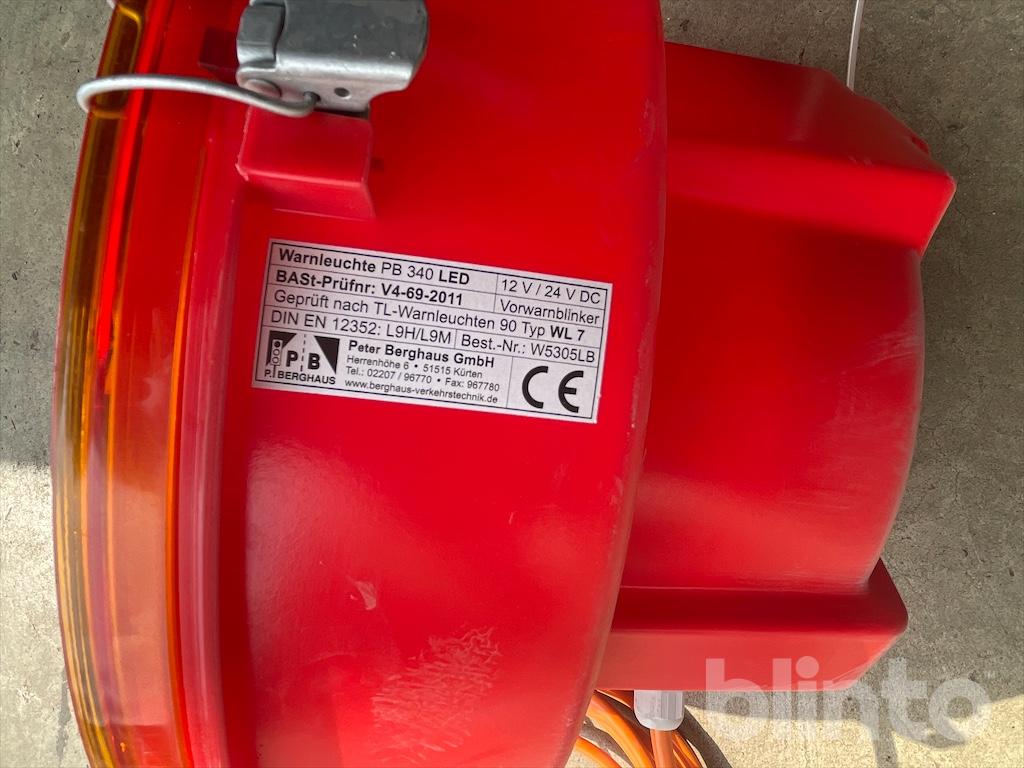 Warnleuchte PB 340 LED
12 V / 24 V DC
BASt-Prüfnr: V4-69-2011
Vorwarnblinker
Geprüft nach TL-Warnleuchten 90 Typ WL 7
DIN EN 12352: L9H/L9M
Best.-Nr.: W5305LB
PB
P. BERGHAUS
Peter Berghaus GmbH
Herrenhöhe 6 • 51515 Kürten
Tel.: 02207 / 96770 • Fax: 967780
www.berghaus-verkehrstechnik.de
CE
blinto